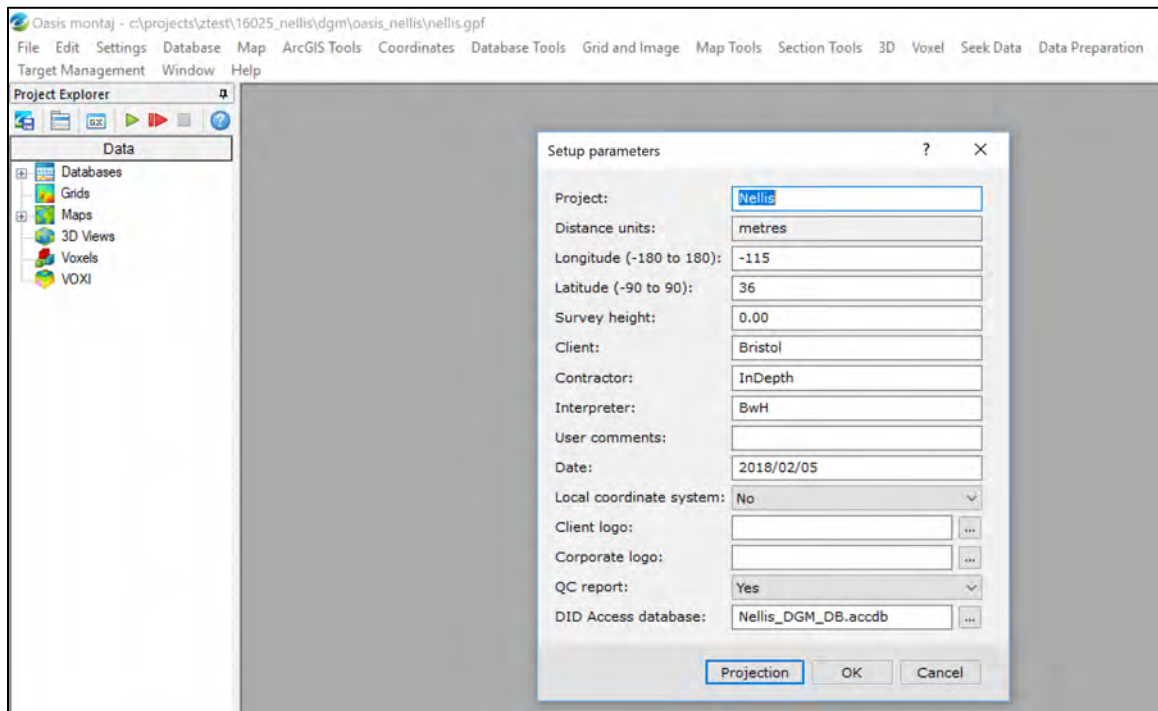 Oasis montaj - c:\projects\ztest\16025_nellis\dgm\oasis_nellis\nellis.gpf
File Edit Settings Database Map ArcGIS Tools Coordinates Database Tools Grid and Image Map Tools Section Tools 3D Voxel Seek Data Data Preparation
Target Management Window Help
Project Explorer
GX
Data
Databases
Grids
Maps
3D Views
Voxels
VOXI
Setup parameters ? ×
Project: Nellis
Distance units: metres
Longitude (-180 to 180): -115
Latitude (-90 to 90): 36
Survey height: 0.00
Client: Bristol
Contractor: InDepth
Interpreter: BwH
User comments:
Date: 2018/02/05
Local coordinate system: No
Client logo: ...
Corporate logo: ...
QC report: Yes
DID Access database: Nellis_DGM_DB.accdb ...
Projection OK Cancel